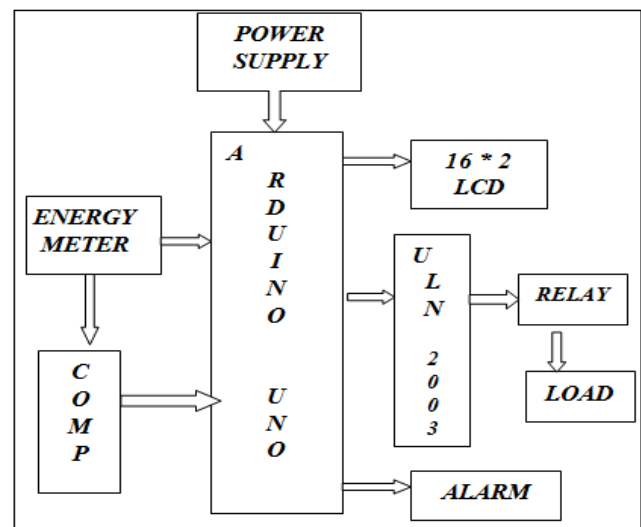 POWER
SUPPLY
A
R
D
U
I
N
O
U
N
O
16 * 2
LCD
ENERGY
METER
U
L
N
2
0
0
3
RELAY
C
O
M
P
LOAD
ALARM